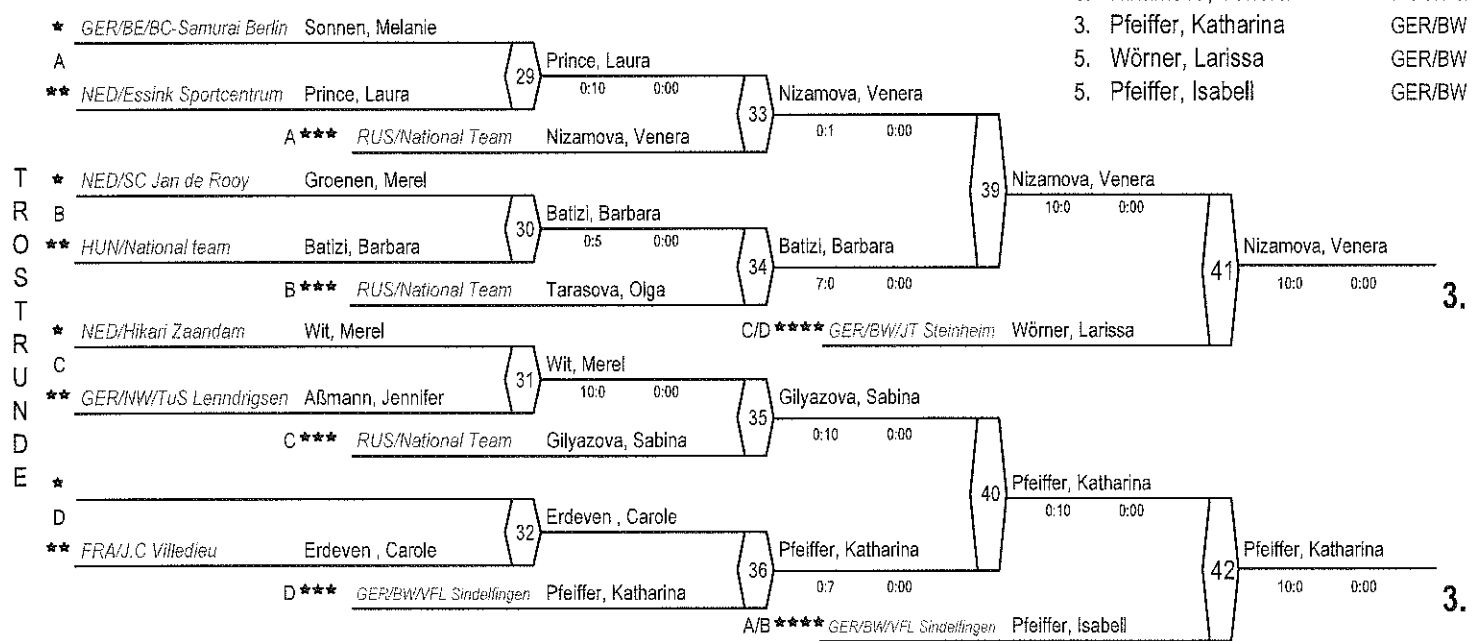 3. Pfeiffer, Katharina GER/BW
5. Wörner, Larissa GER/BW
5. Pfeiffer, Isabell GER/BW
TROSTRUNDE
* GER/BE/BC-Samurai Berlin Sonnen, Melanie
A
** NED/Essink Sportcentrum Prince, Laura
29 Prince, Laura
0:10 0:00
A *** RUS/National Team Nizamova, Venera
33 Nizamova, Venera
0:1 0:00
* NED/SC Jan de Rooy Groenen, Merel
B
** HUN/National team Batizi, Barbara
30 Batizi, Barbara
0:5 0:00
B *** RUS/National Team Tarasova, Olga
34 Batizi, Barbara
7:0 0:00
39 Nizamova, Venera
10:0 0:00
C/D **** GER/BW/JT Steinheim Wörner, Larissa
41 Nizamova, Venera
10:0 0:00
3.
* NED/Hikari Zaandam Wit, Merel
C
** GER/NW/TuS Lenndrigsen Aßmann, Jennifer
31 Wit, Merel
10:0 0:00
C *** RUS/National Team Gilyazova, Sabina
35 Gilyazova, Sabina
0:10 0:00
*
D
** FRA/J.C Villedieu Erdeven , Carole
32 Erdeven , Carole
D *** GER/BW/VFL Sindelfingen Pfeiffer, Katharina
36 Pfeiffer, Katharina
0:7 0:00
40 Pfeiffer, Katharina
0:10 0:00
A/B **** GER/BW/VFL Sindelfingen Pfeiffer, Isabell
42 Pfeiffer, Katharina
10:0 0:00
3.